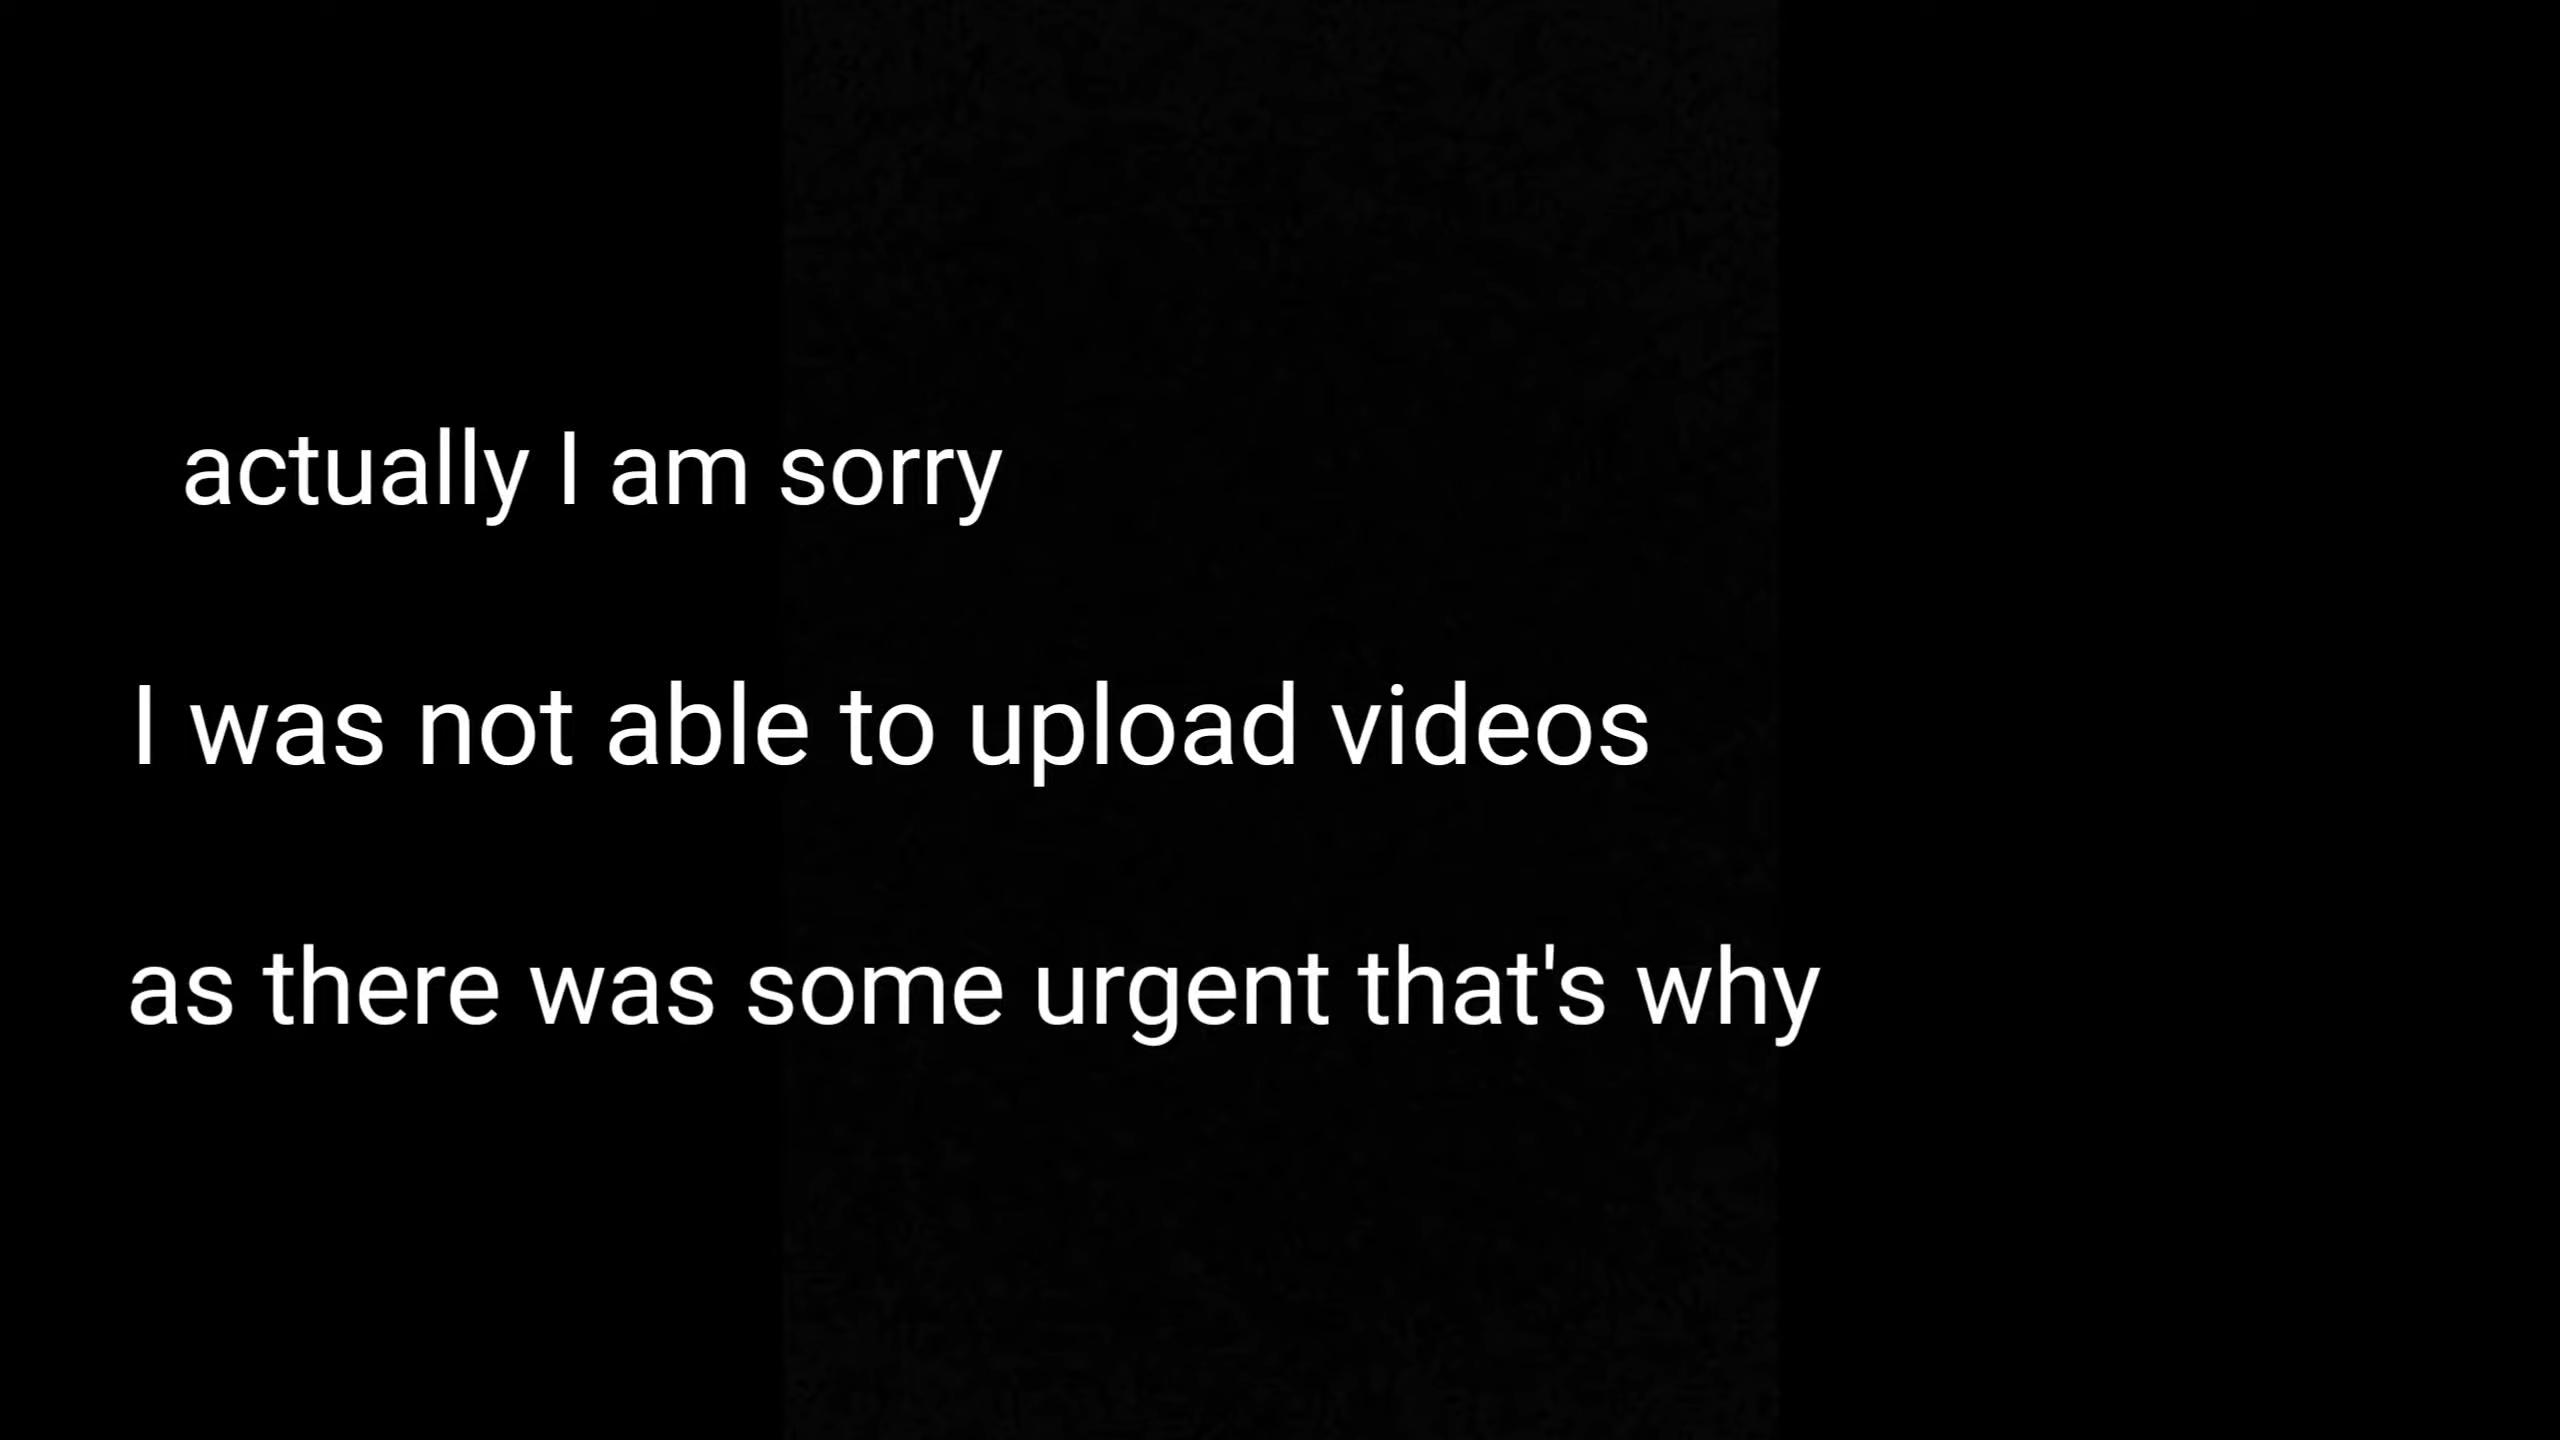 actually I am sorry
I was not able to upload videos
as there was some urgent that's why